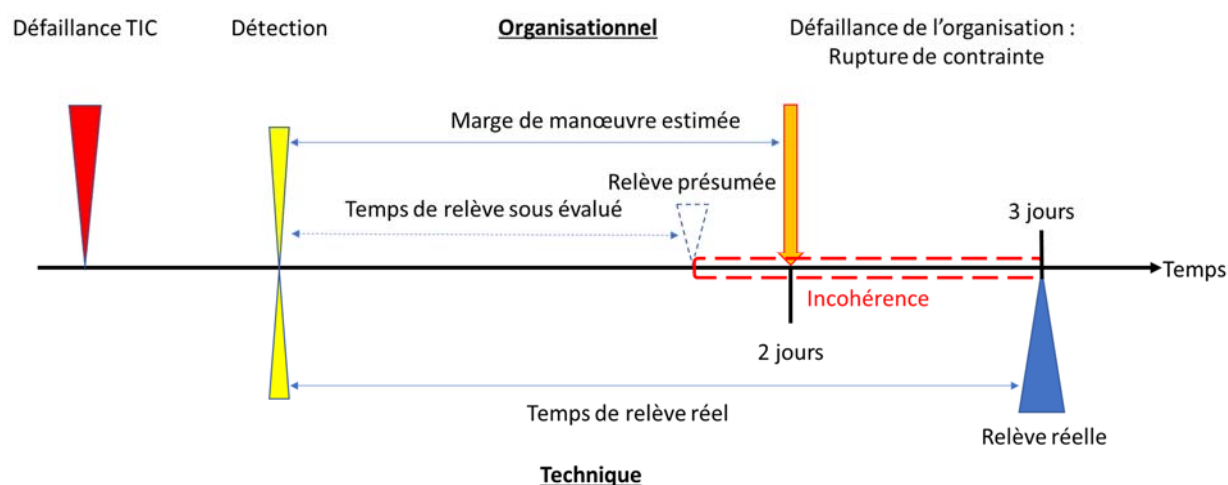 Défaillance TIC
Détection
Organisationnel
Défaillance de l'organisation :
Rupture de contrainte
Marge de manœuvre estimée
Relève présumée
Temps de relève sous évalué
3 jours
Temps
Incohérence
2 jours
Temps de relève réel
Relève réelle
Technique